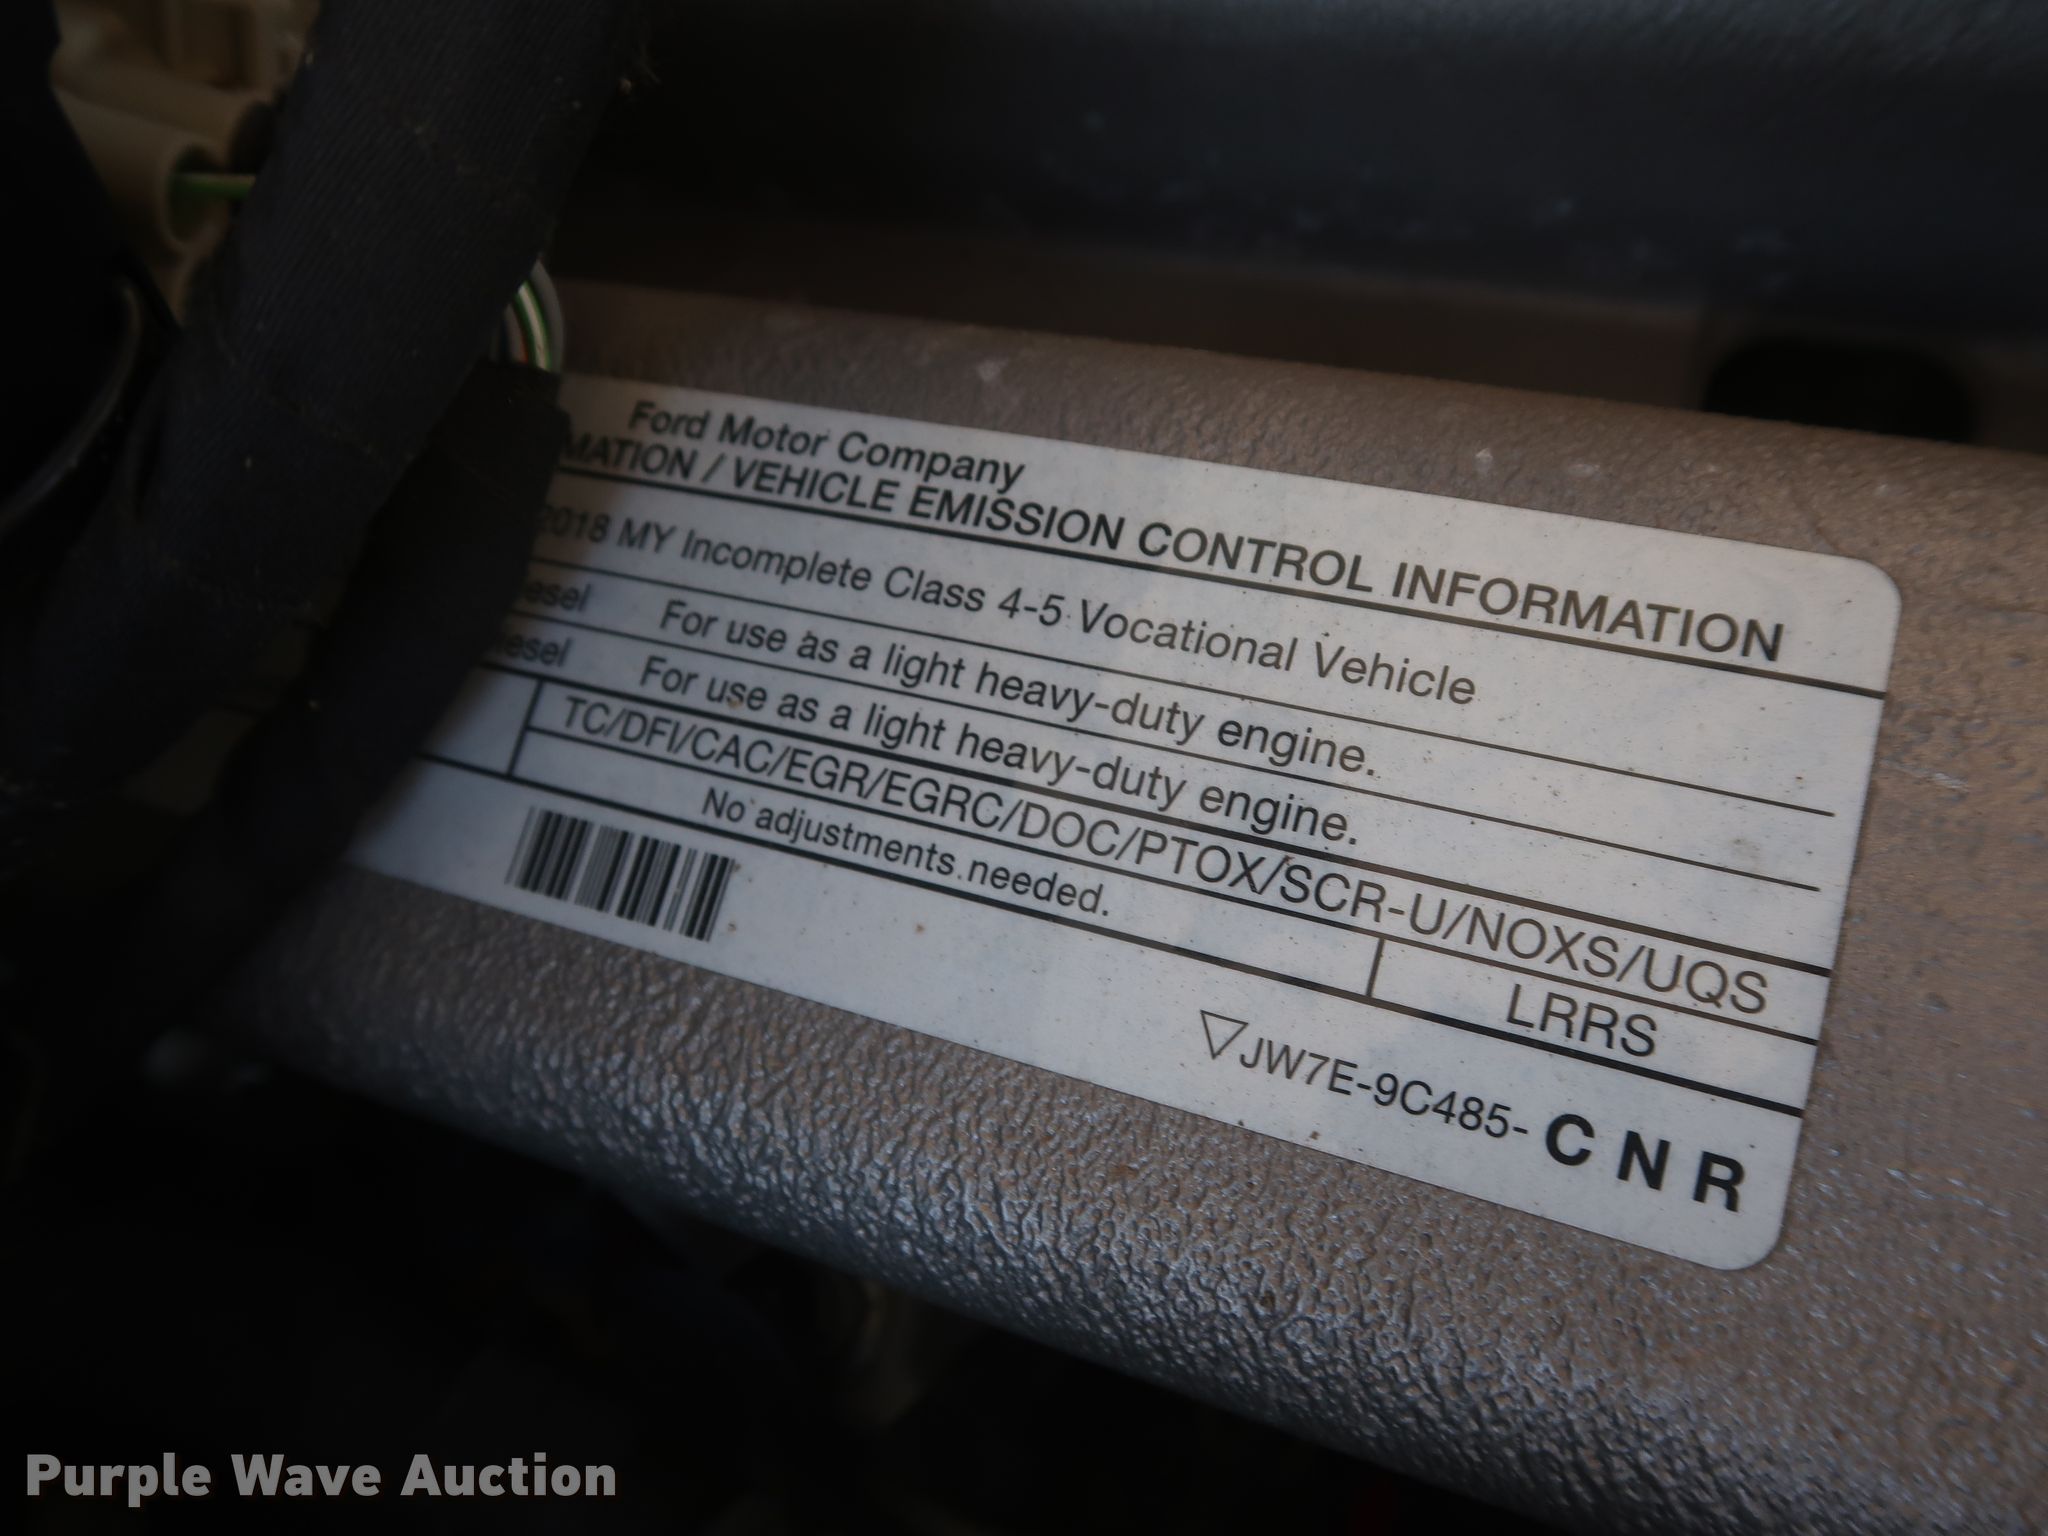 Ford Motor Company
MATION / VEHICLE EMISSION CONTROL INFORMATION
2018 MY Incomplete Class 4-5 Vocational Vehicle
esel For use as a light heavy-duty engine.
iesel For use as a light heavy-duty engine.
TC/DFI/CAC/EGR/EGRC/DOC/PTOX/SCR-U/NOXS/UQS
No adjustments needed. LRRS
▽JW7E-9C485- C N R
Purple Wave Auction